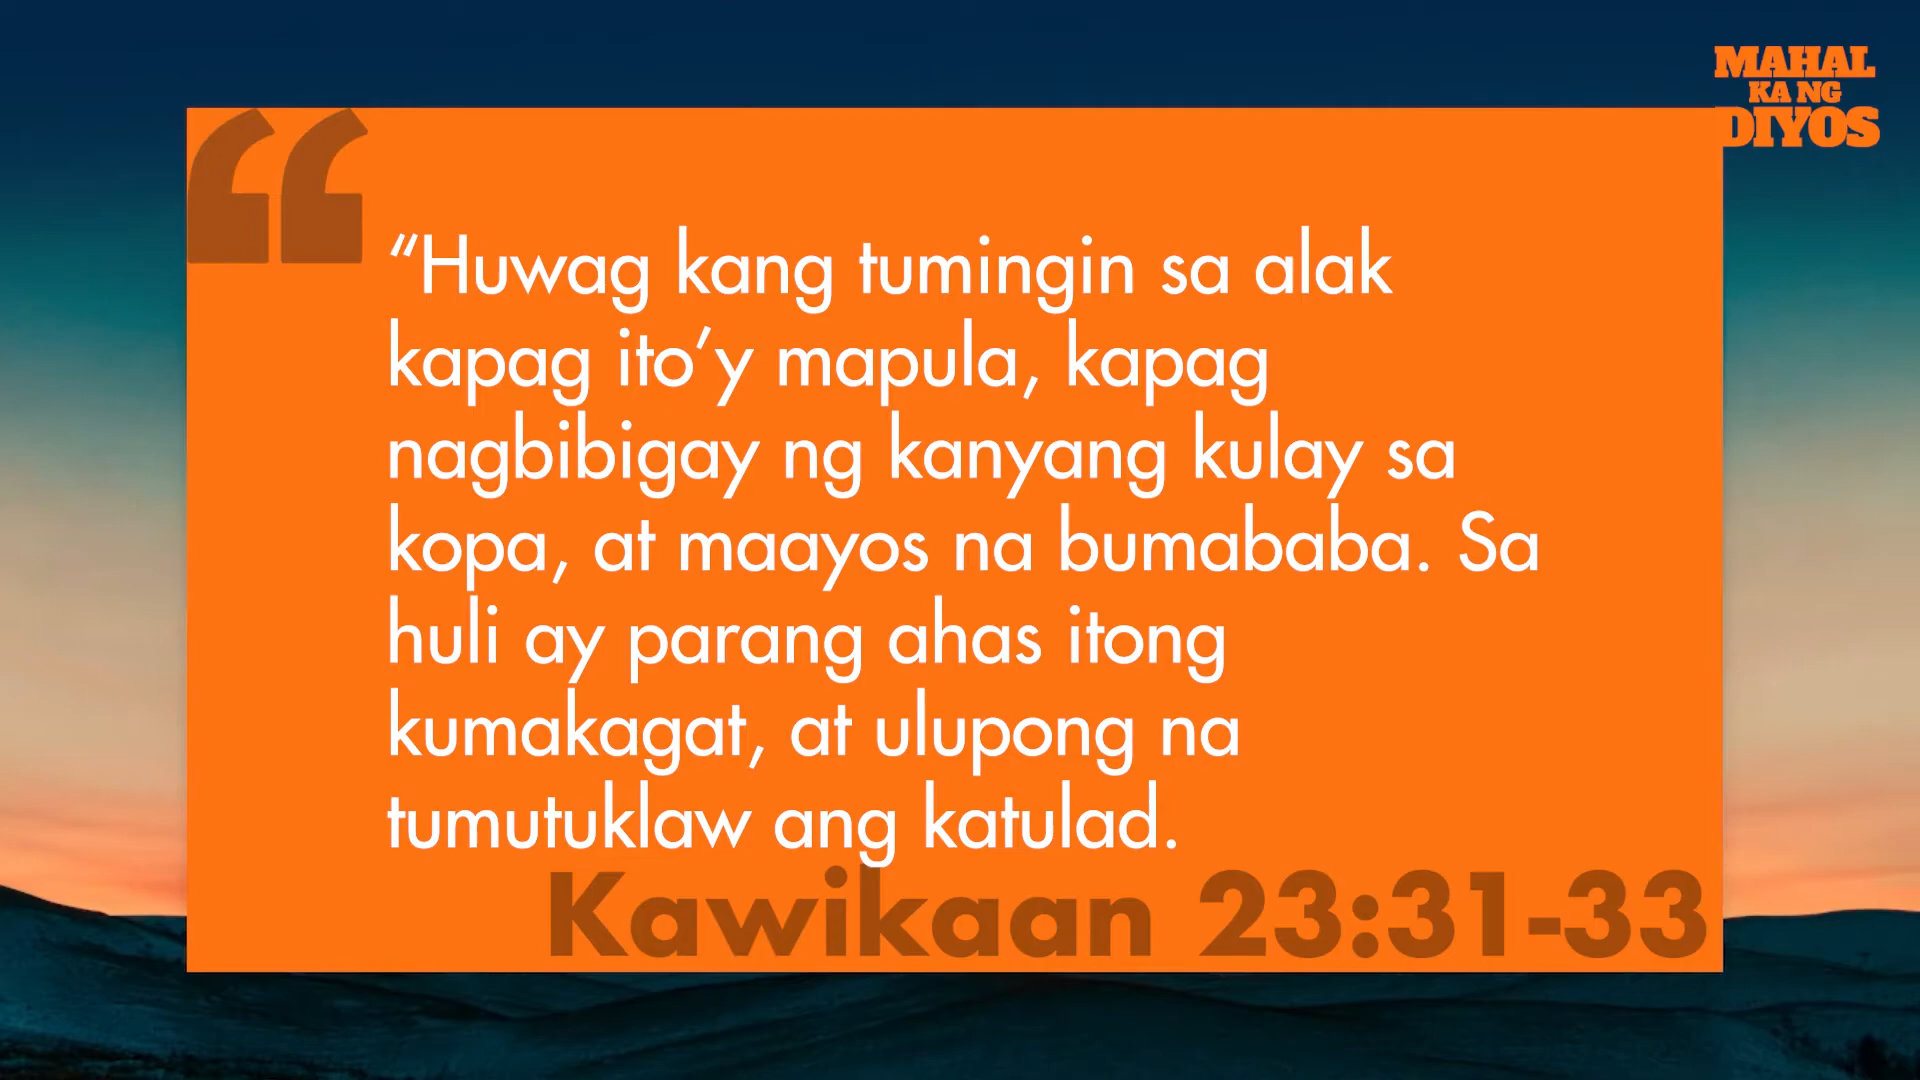 MAHAL
KA NG
DIYOS
“Huwag kang tumingin sa alak
kapag ito’y mapula, kapag
nagbibigay ng kanyang kulay sa
kopa, at maayos na bumababa. Sa
huli ay parang ahas itong
kumakagat, at ulupong na
tumutuklaw ang katulad.
Kawikaan 23:31-33